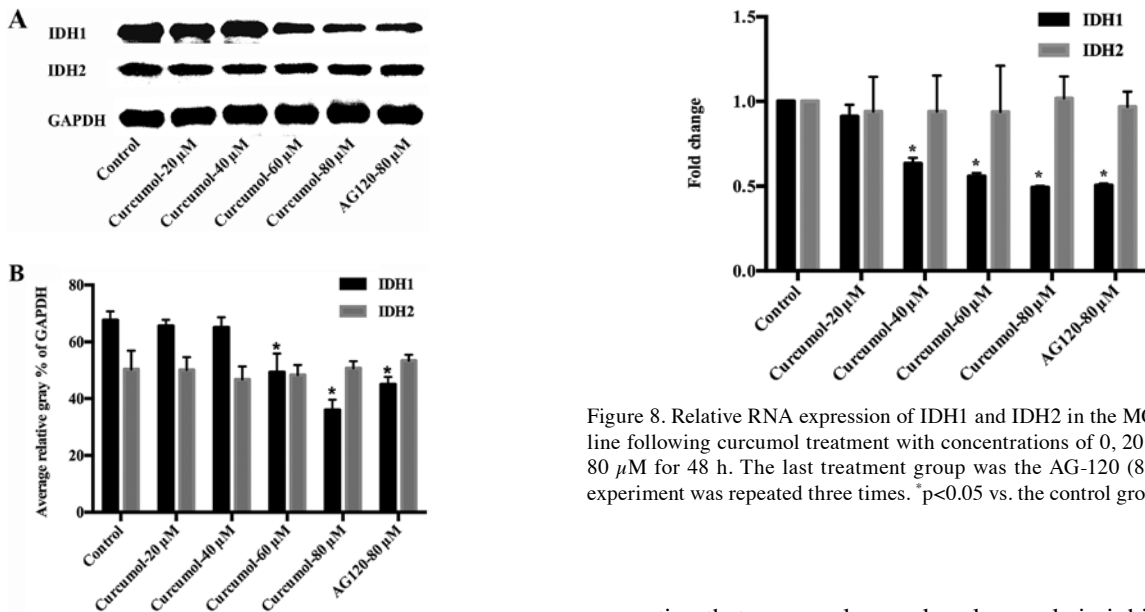 A
IDH1
IDH2
GAPDH
Control
Curcumol-20 µM
Curcumol-40 µM
Curcumol-60 µM
Curcumol-80 µM
AG120-80 µM
B
Average relative gray % of GAPDH
80
60
40
20
0
IDH1
IDH2
*
*
*
Control
Curcumol-20 µM
Curcumol-40 µM
Curcumol-60 µM
Curcumol-80 µM
AG120-80 µM
Fold change
1.5
1.0
0.5
0.0
IDH1
IDH2
*
*
*
*
Control
Curcumol-20 µM
Curcumol-40 µM
Curcumol-60 µM
Curcumol-80 µM
AG120-80 µM
Figure 8. Relative RNA expression of IDH1 and IDH2 in the
line following curcumol treatment with concentrations of 0, 20
80 µM for 48 h. The last treatment group was the AG-120 (8
experiment was repeated three times. *p<0.05 vs. the control